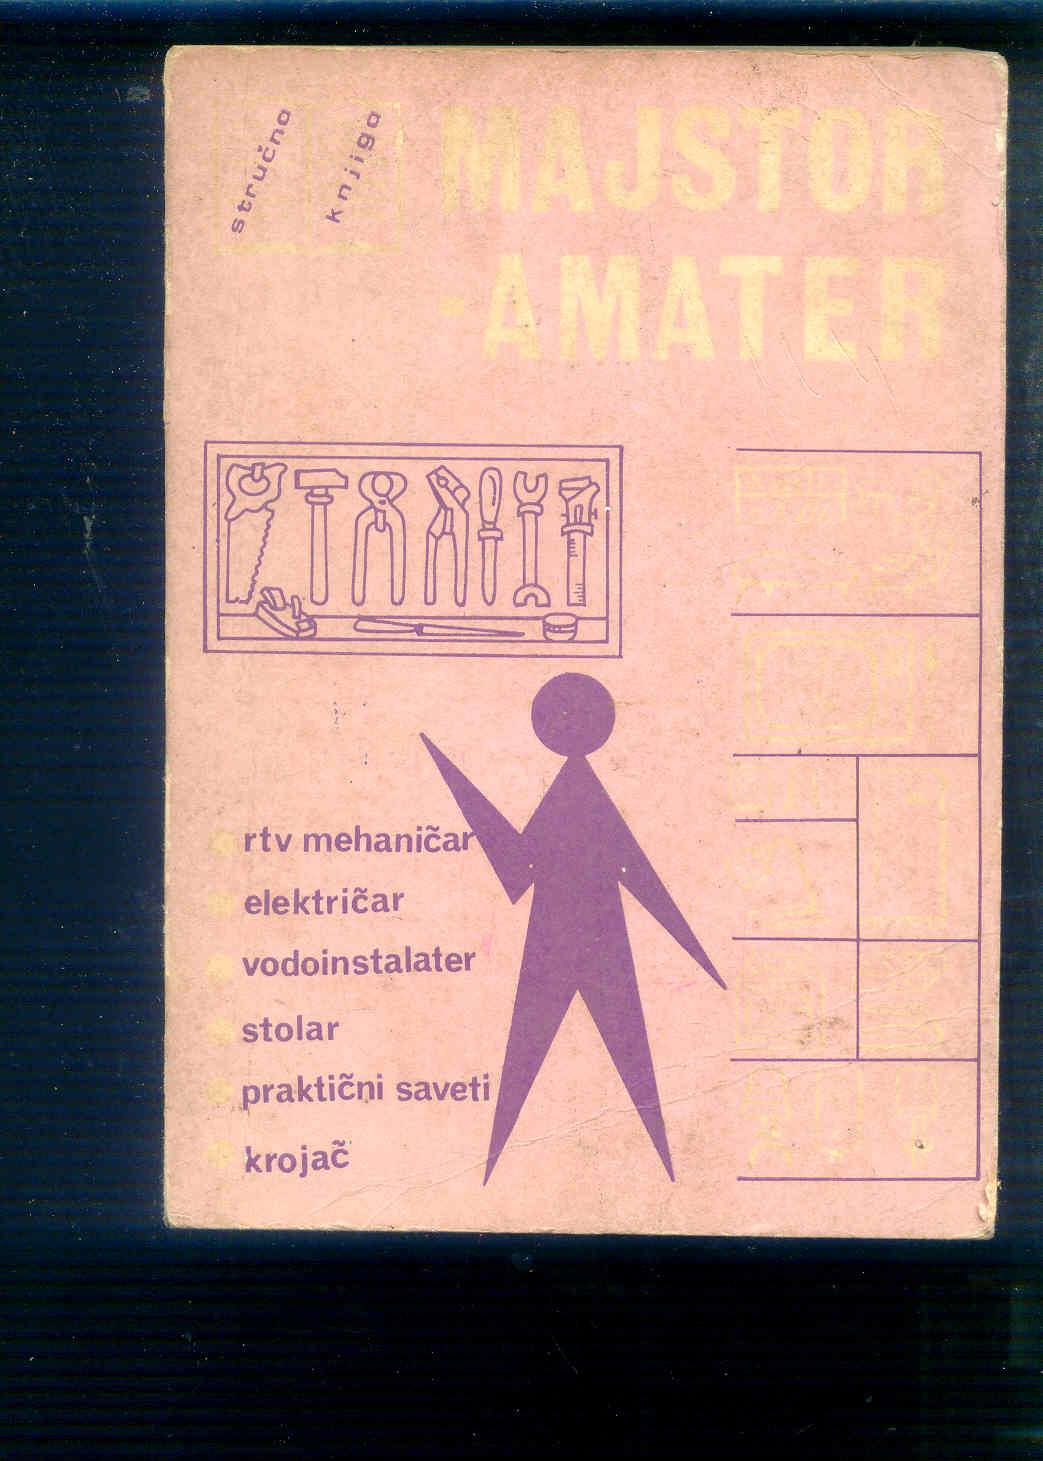 stručna
knjiga
MAJSTOR
-AMATER
rtv mehaničar
električar
vodoinstalater
stolar
praktični saveti
krojač